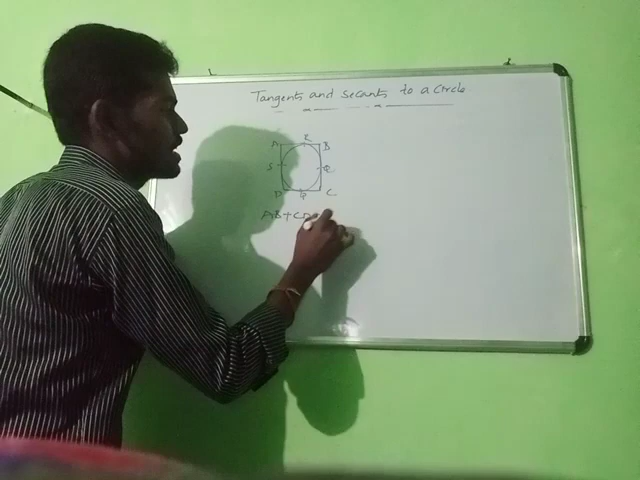 Tangents and Secants to a Circle
A R B
S Q
D P C
AB+CD